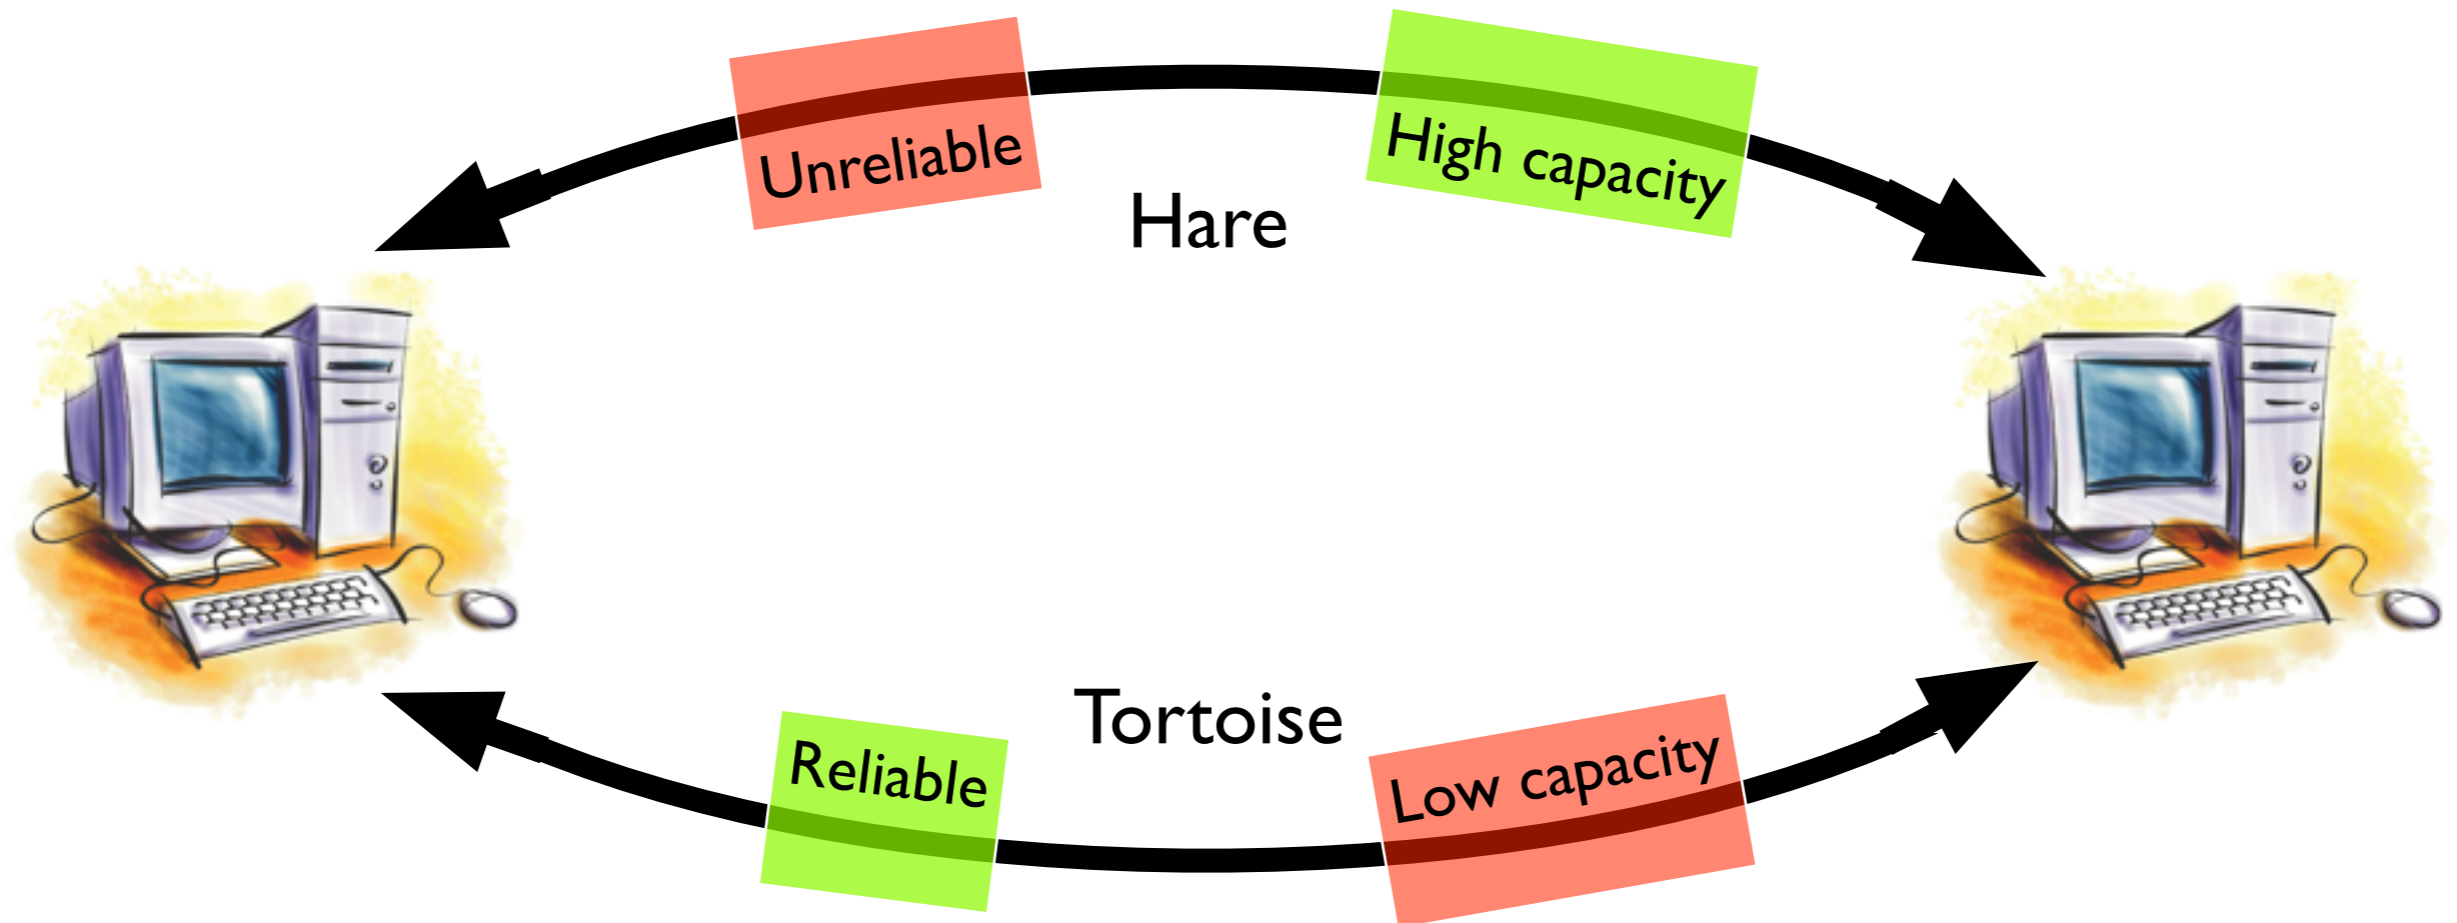 Unreliable
High capacity
Hare
Tortoise
Reliable
Low capacity